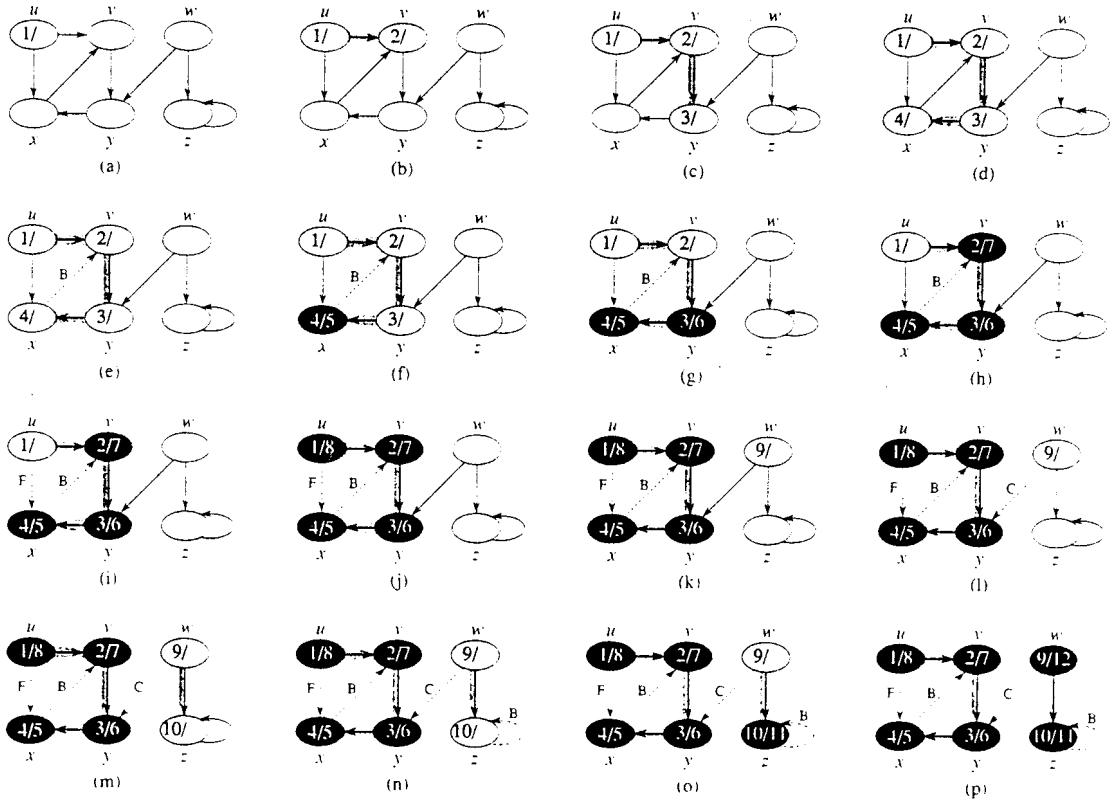 u v w u v w u v w u v w
1/ 1/ 2/ 1/ 2/ 1/ 2/
3/ 4/ 3/
x y z x y z x y z x y z
(a) (b) (c) (d)
u v w u v w u v w u v w
1/ 2/ 1/ 2/ 1/ 2/ 1/ 2/7
B B B B
4/ 3/ 4/5 3/ 4/5 3/6 4/5 3/6
x y z x y z x y z x y z
(e) (f) (g) (h)
u v w u v w u v w u v w
1/ 2/7 1/8 2/7 1/8 2/7 9/ 1/8 2/7 9/
F B F B F B F B C
4/5 3/6 4/5 3/6 4/5 3/6 4/5 3/6
x y z x y z x y z x y z
(i) (j) (k) (l)
u v w u v w u v w u v w
1/8 2/7 9/ 1/8 2/7 9/ 1/8 2/7 9/ 1/8 2/7 9/12
F B C F B C B F B C B F B C B
4/5 3/6 10/ 4/5 3/6 10/ 4/5 3/6 10/11 4/5 3/6 10/11
x y z x y z x y z x y z
(m) (n) (o) (p)